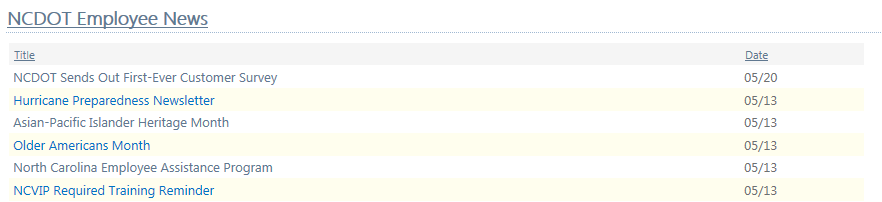 NCDOT Employee News
Title Date
NCDOT Sends Out First-Ever Customer Survey 05/20
Hurricane Preparedness Newsletter 05/13
Asian-Pacific Islander Heritage Month 05/13
Older Americans Month 05/13
North Carolina Employee Assistance Program 05/13
NCVIP Required Training Reminder 05/13